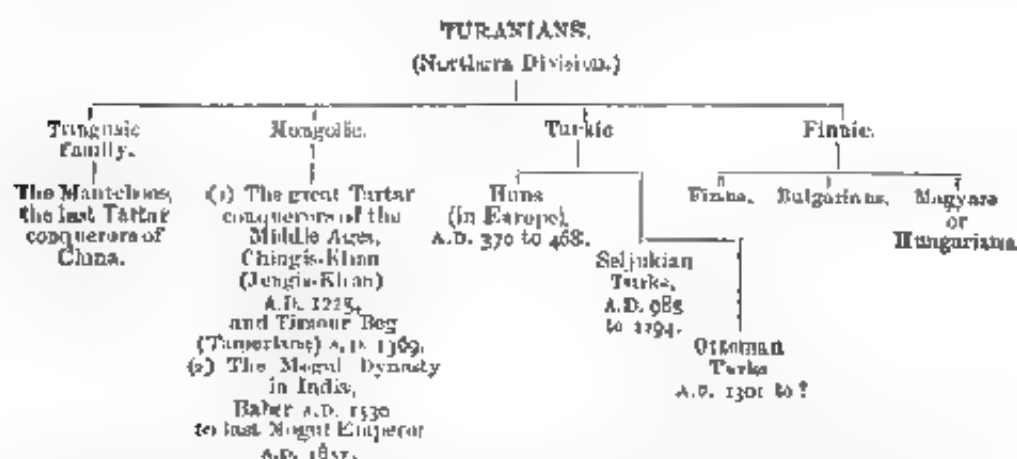 TURANIANS.
(Northern Division.)
Tungusic
family.
The Mantchoos,
the last Tartar
conquerors of
China.
Mongolic.
(1) The great Tartar
conquerors of the
Middle Ages,
Chingis-Khan
(Jengis-Khan)
A.D. 1225,
and Timour Beg
(Tamerlane) A.D. 1369.
(2) The Mogul Dynasty
in India,
Baber A.D. 1530
to last Mogul Emperor
A.D. 1857.
Turkic
Huns
(in Europe),
A.D. 370 to 468.
Seljukian
Turks,
A.D. 985
to 1294.
Ottoman
Turks
A.D. 1301 to ?
Finnic.
Finns.
Bulgarians.
Magyars
or
Hungarians.